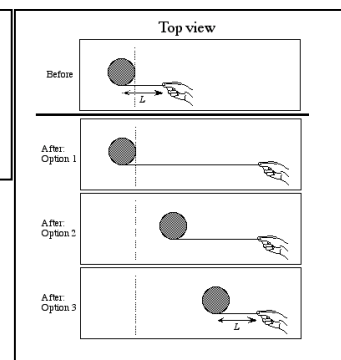 Top view
Before
L
After:
Option 1
After:
Option 2
After:
Option 3
L